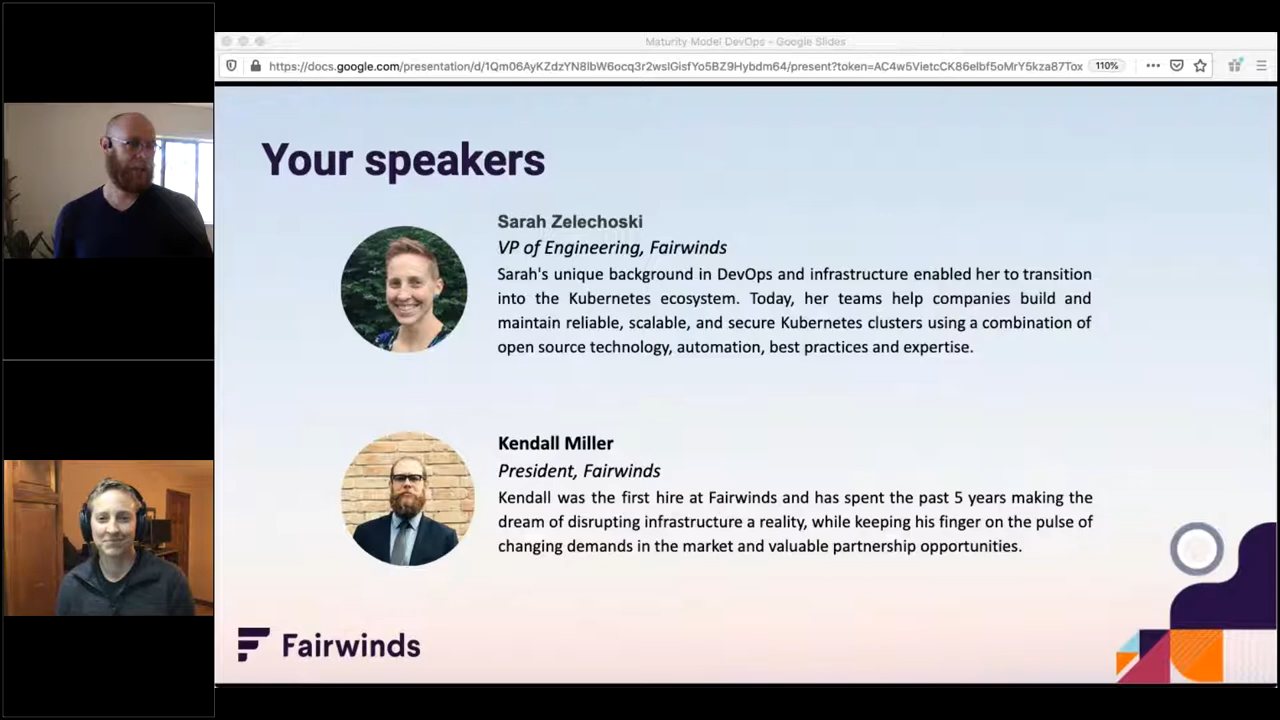 Maturity Model DevOps - Google Slides
https://docs.google.com/presentation/d/1Qm06AyKZdzYN8lbW6ocq3r2wslGisfYo5BZ9Hybdm64/present?token=AC4w5VietcCK86elbf5oMrY5kza87Tox
110%
Your speakers
Sarah Zelechoski
VP of Engineering, Fairwinds
Sarah's unique background in DevOps and infrastructure enabled her to transition
into the Kubernetes ecosystem. Today, her teams help companies build and
maintain reliable, scalable, and secure Kubernetes clusters using a combination of
open source technology, automation, best practices and expertise.
Kendall Miller
President, Fairwinds
Kendall was the first hire at Fairwinds and has spent the past 5 years making the
dream of disrupting infrastructure a reality, while keeping his finger on the pulse of
changing demands in the market and valuable partnership opportunities.
Fairwinds